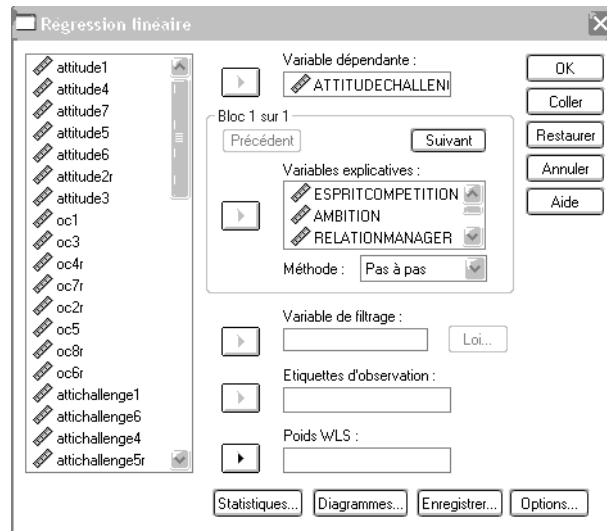 Régression linéaire
attitude1
attitude4
attitude7
attitude5
attitude6
attitude2r
attitude3
oc1
oc3
oc4r
oc7r
oc2r
oc5
oc8r
oc6r
attichallenge1
attichallenge6
attichallenge4
attichallenge5r
Variable dépendante :
ATTITUDECHALLEN
Bloc 1 sur 1
Précédent
Suivant
Variables explicatives :
ESPRITCOMPETITION
AMBITION
RELATIONMANAGER
Méthode : Pas à pas
Variable de filtrage :
Loi...
Etiquettes d'observation :
Poids WLS :
OK
Coller
Restaurer
Annuler
Aide
Statistiques...
Diagrammes...
Enregistrer...
Options...